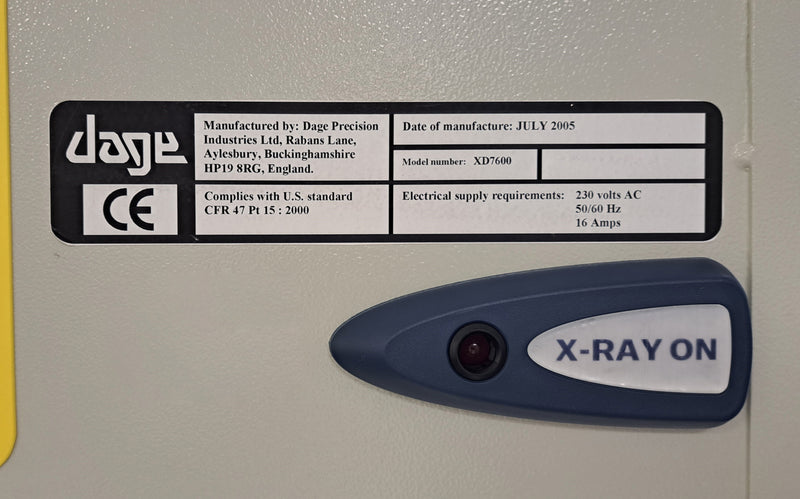 dage
Manufactured by: Dage Precision
Industries Ltd, Rabans Lane,
Aylesbury, Buckinghamshire
HP19 8RG, England.
Date of manufacture: JULY 2005
Model number: XD7600
CE
Complies with U.S. standard
CFR 47 Pt 15 : 2000
Electrical supply requirements: 230 volts AC
50/60 Hz
16 Amps
X-RAY ON